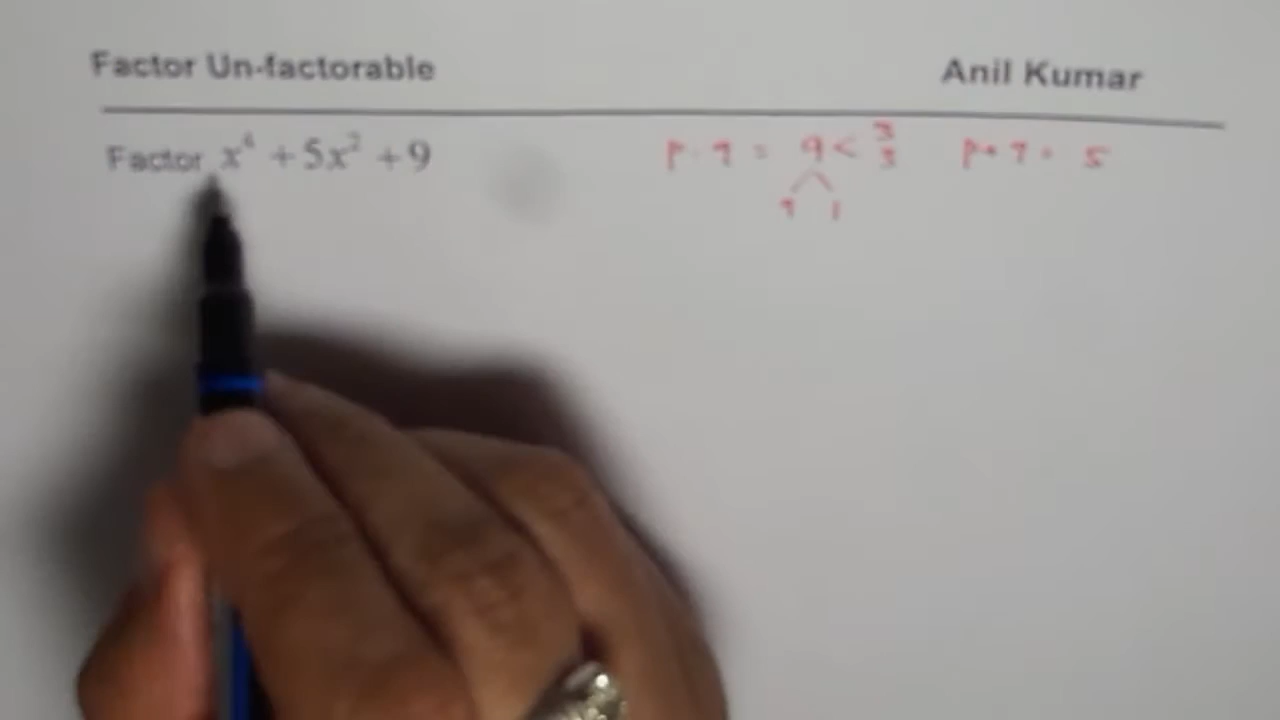 Factor Un-factorable Anil Kumar
Factor x⁴ + 5x² + 9 p · q = 9 < 3 3 p + q = 5
9 1